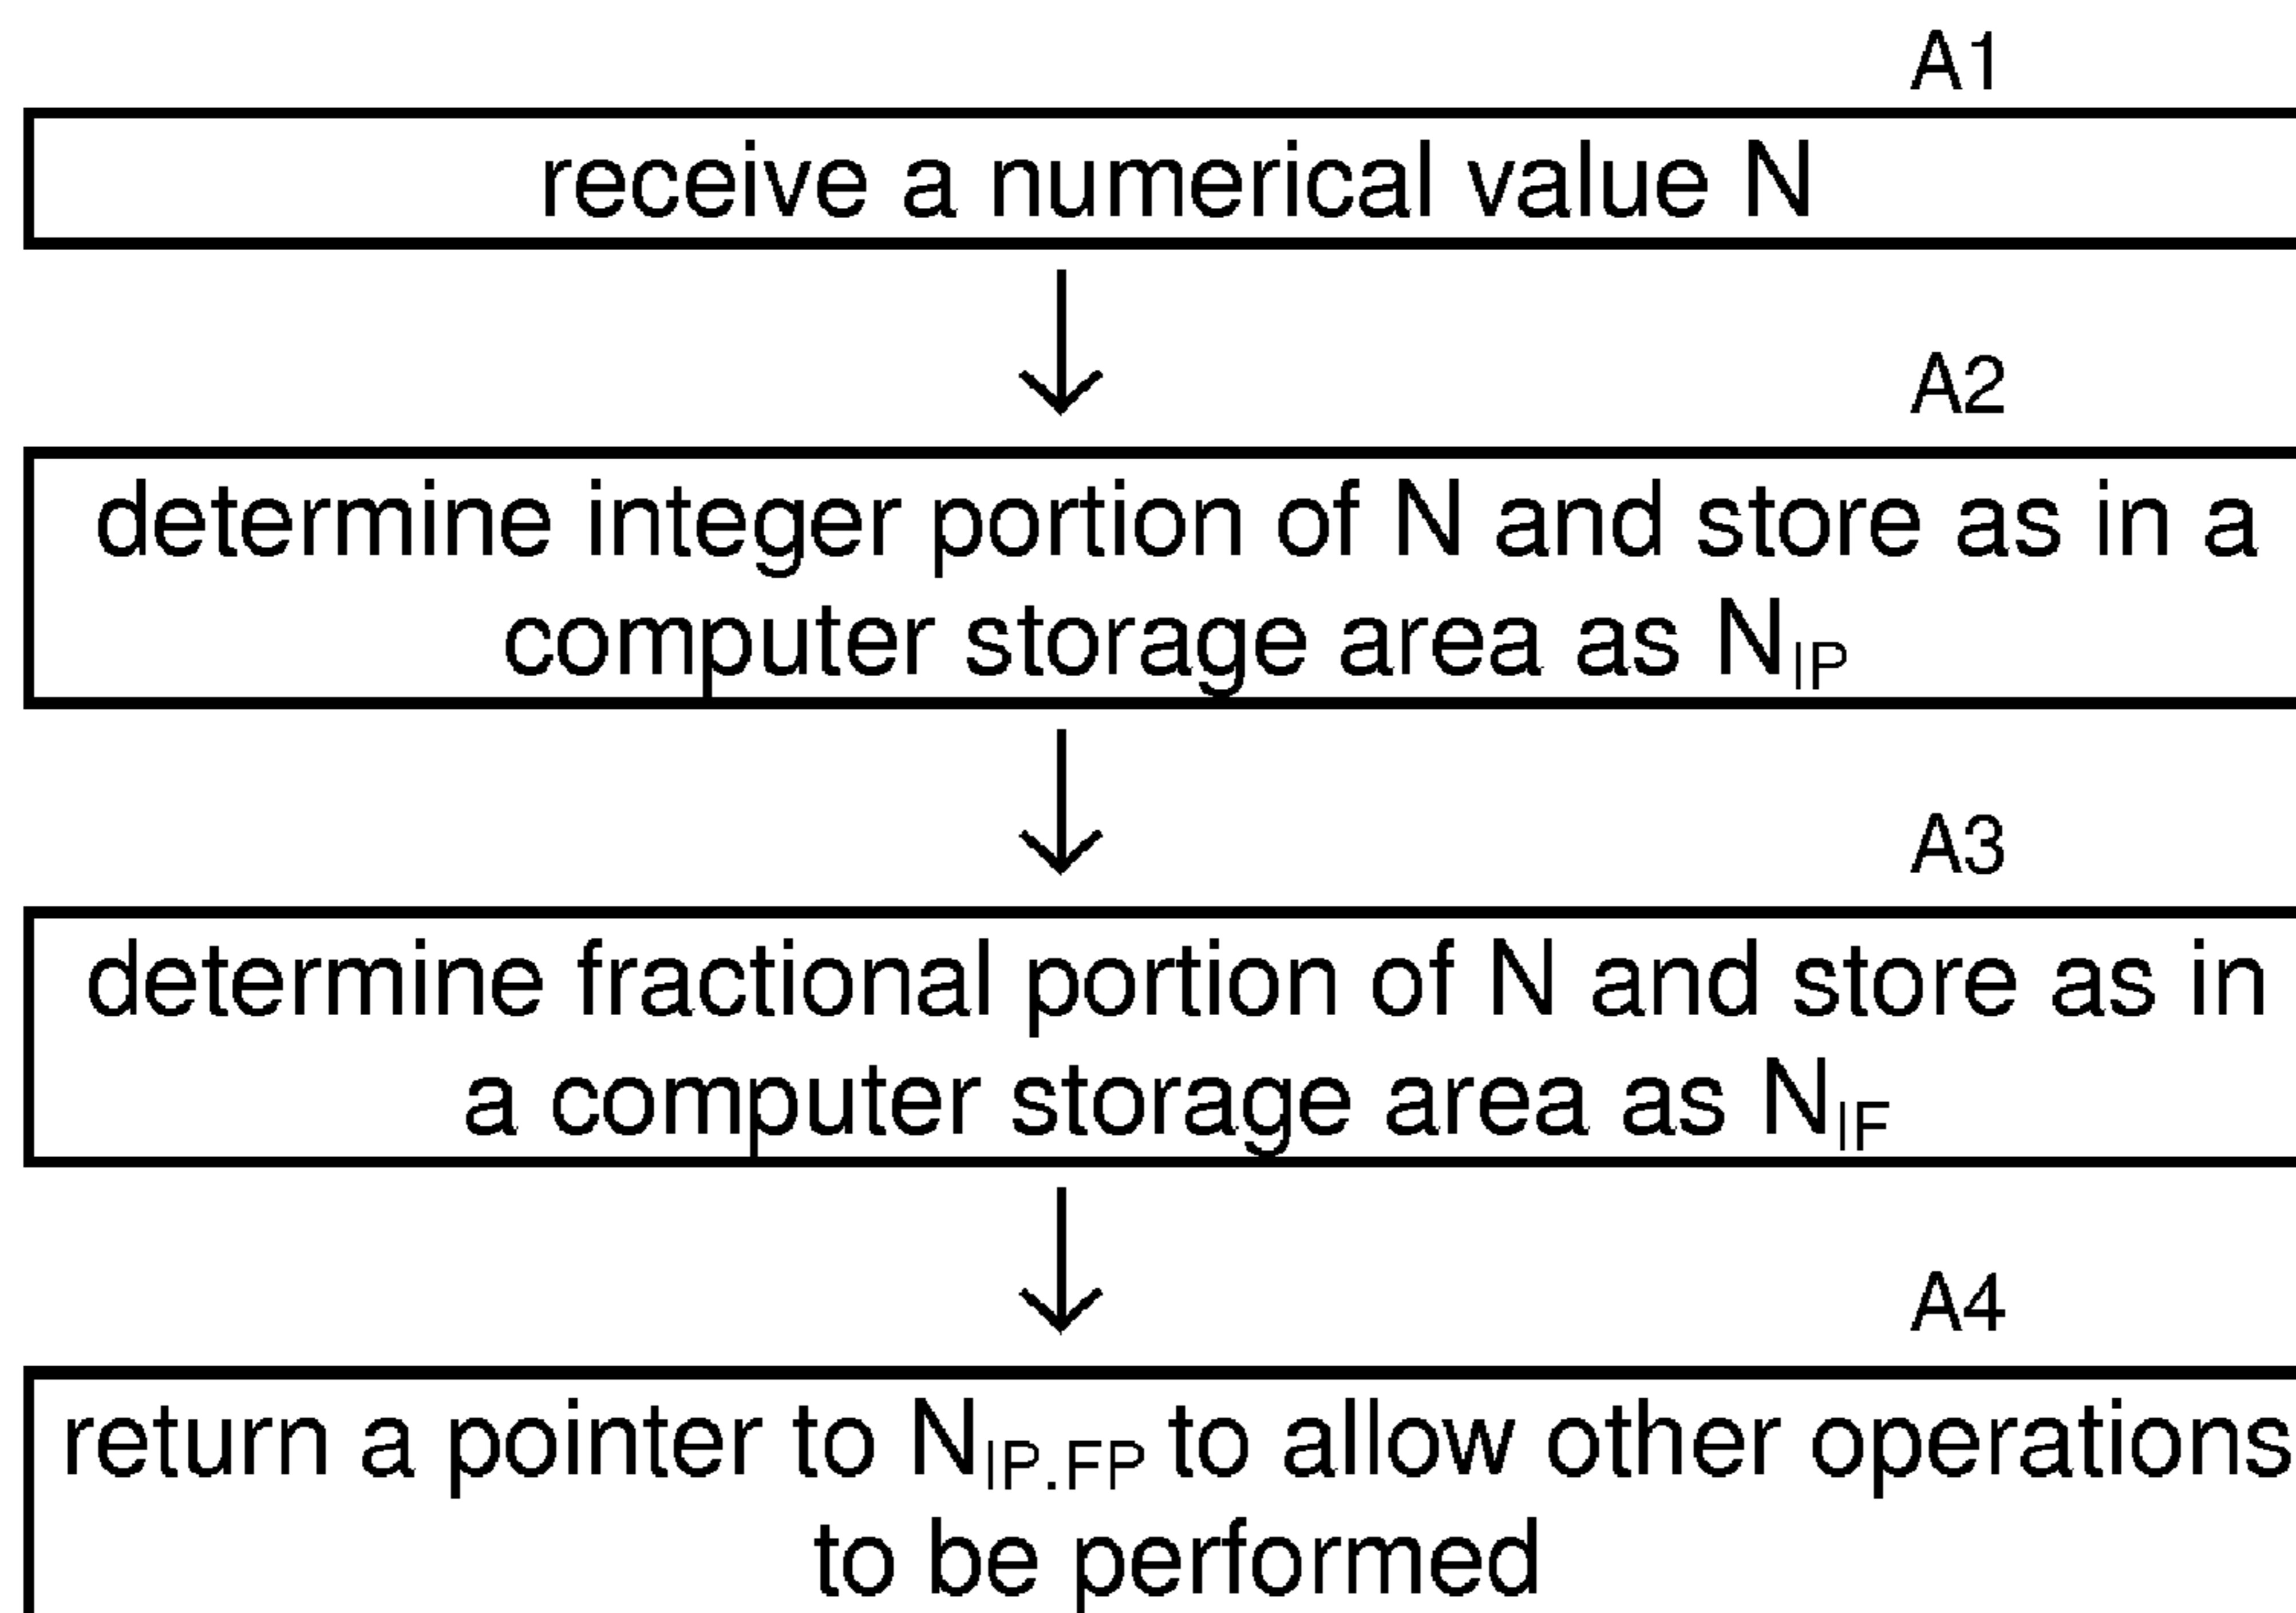 A1
receive a numerical value N
A2
determine integer portion of N and store as in a
computer storage area as N_IP
A3
determine fractional portion of N and store as in
a computer storage area as N_IF
A4
return a pointer to N_IP.FP to allow other operations
to be performed